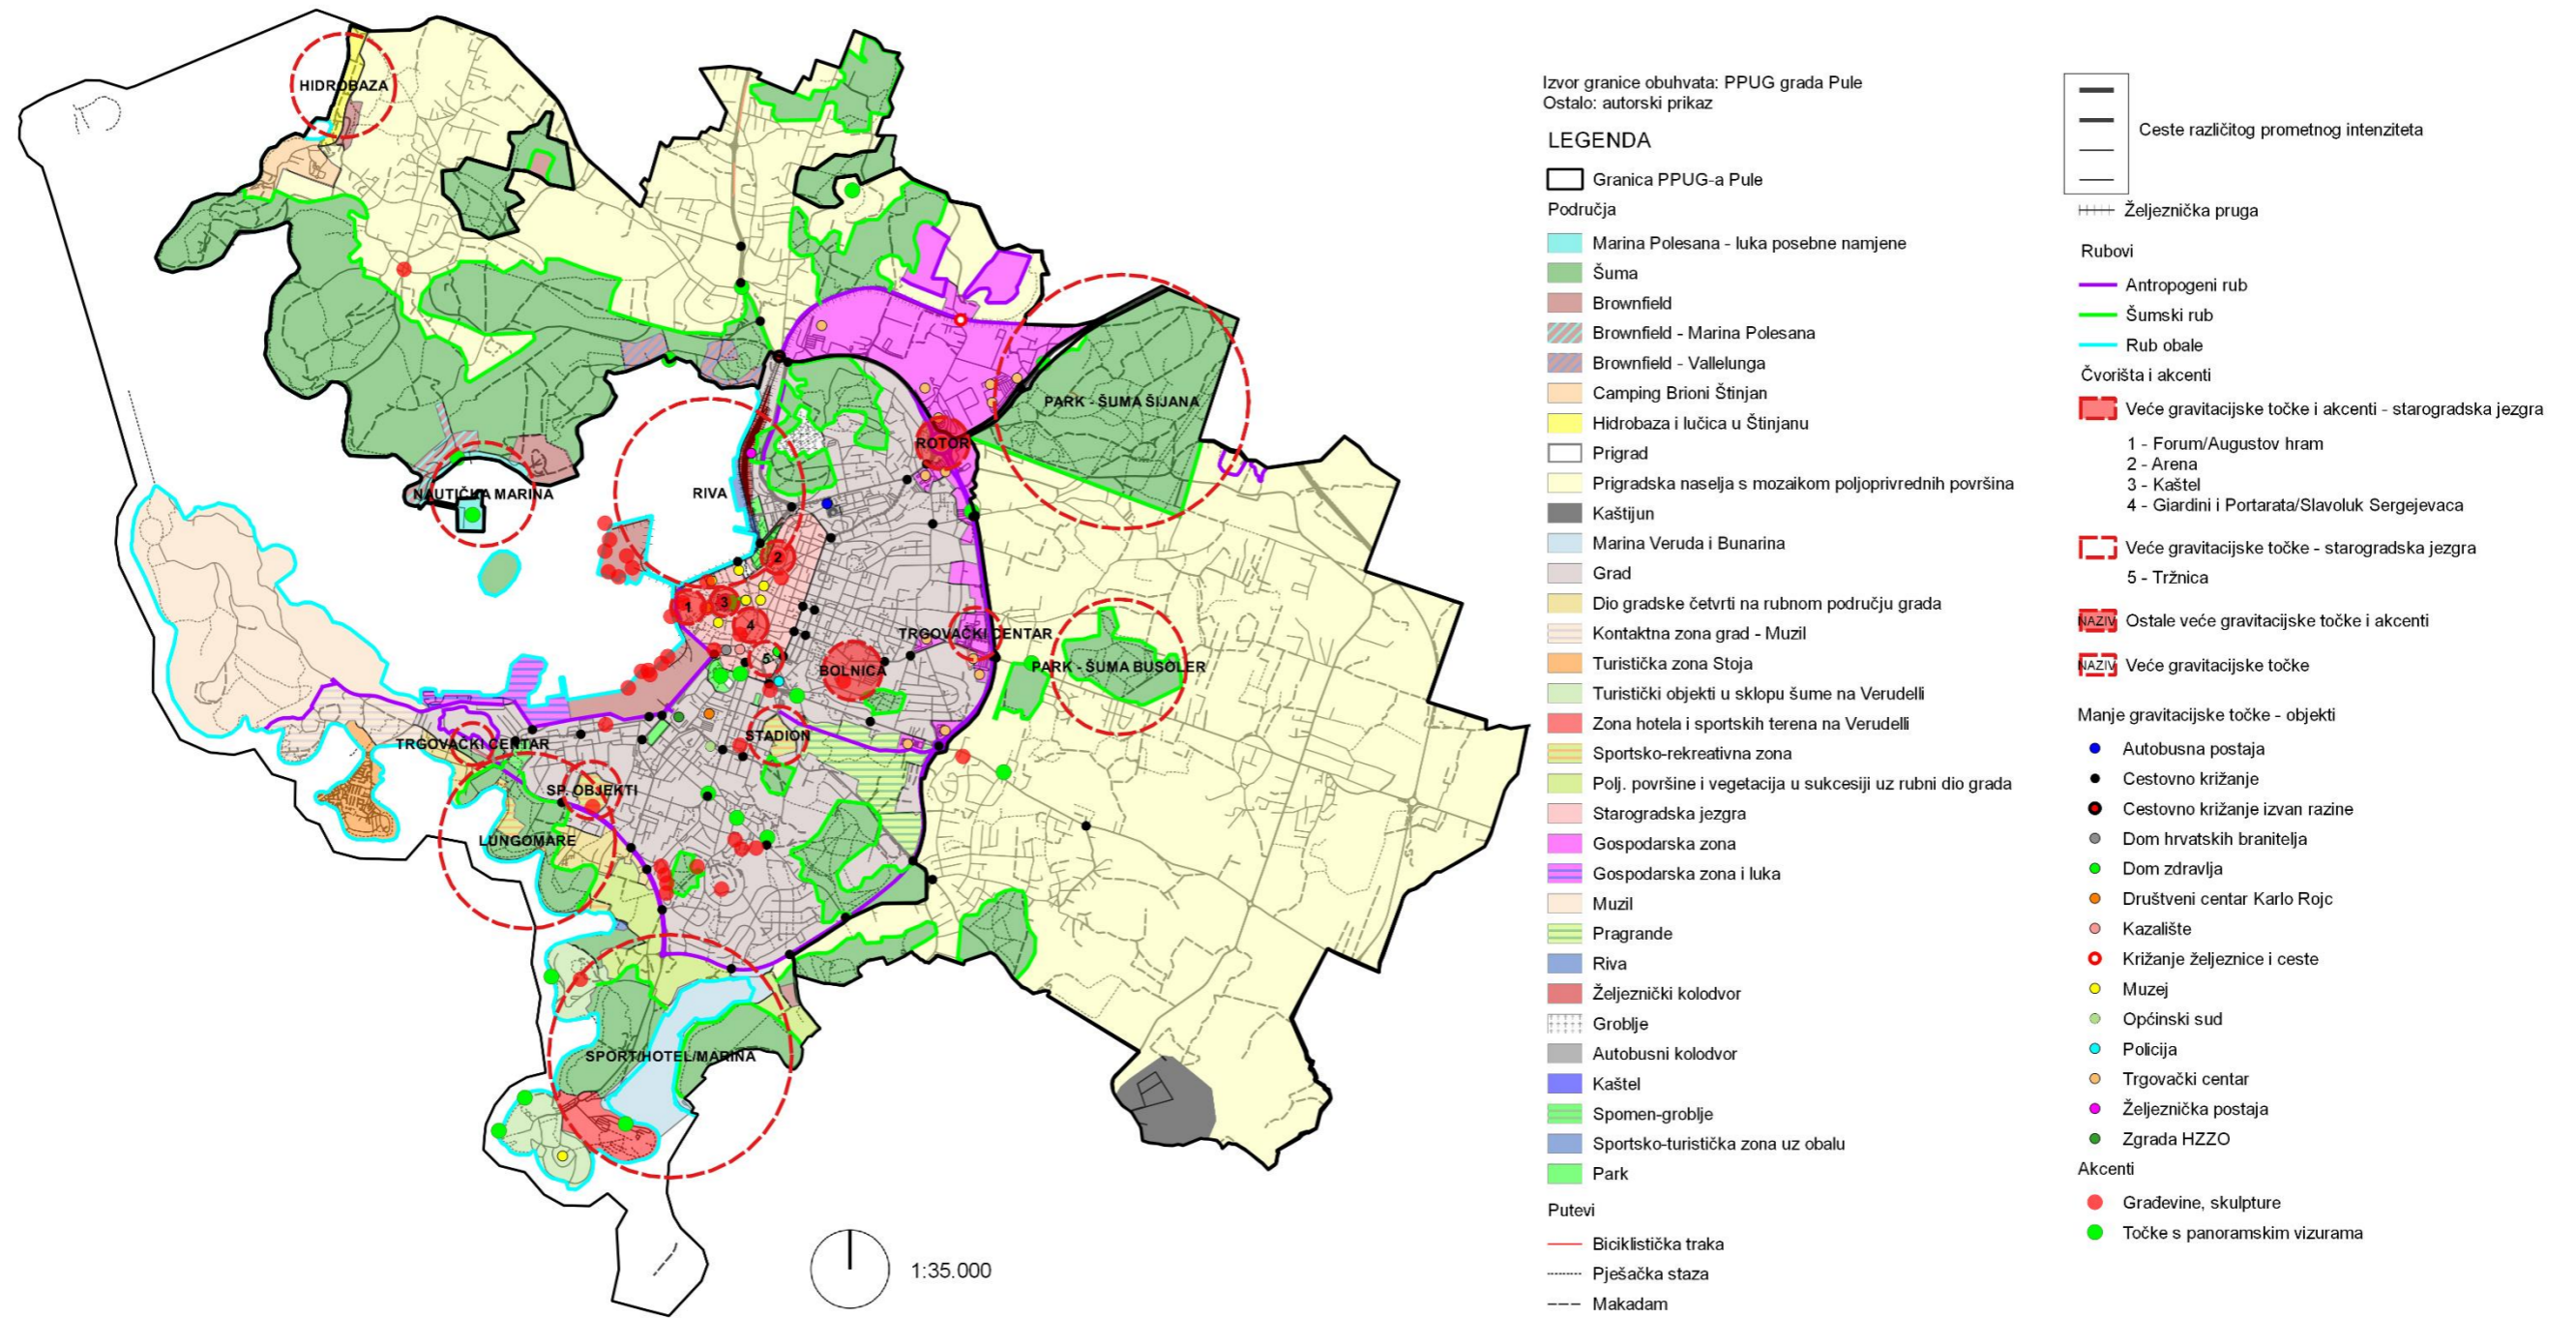 HIDROBAZA
PARK - ŠUMA ŠIJANA
ROTOR
NAUTIČKA MARINA
RIVA
2
1
3
4
TRGOVAČKI CENTAR
5
BOLNICA
PARK - ŠUMA BUSOLER
STADION
TRGOVAČKI CENTAR
SP. OBJEKTI
LUNGOMARE
SPORT/HOTEL/MARINA
1:35.000
Izvor granice obuhvata: PPUG grada Pule
Ostalo: autorski prikaz
LEGENDA
Granica PPUG-a Pule
Područja
Marina Polesana - luka posebne namjene
Šuma
Brownfield
Brownfield - Marina Polesana
Brownfield - Vallelunga
Camping Brioni Štinjan
Hidrobaza i lučica u Štinjanu
Prigrad
Prigradska naselja s mozaikom poljoprivrednih površina
Kaštijun
Marina Veruda i Bunarina
Grad
Dio gradske četvrti na rubnom području grada
Kontaktna zona grad - Muzil
Turistička zona Stoja
Turistički objekti u sklopu šume na Verudelli
Zona hotela i sportskih terena na Verudelli
Sportsko-rekreativna zona
Polj. površine i vegetacija u sukcesiji uz rubni dio grada
Starogradska jezgra
Gospodarska zona
Gospodarska zona i luka
Muzil
Pragrande
Riva
Željeznički kolodvor
Groblje
Autobusni kolodvor
Kaštel
Spomen-groblje
Sportsko-turistička zona uz obalu
Park
Putevi
Biciklistička traka
Pješačka staza
Makadam
Ceste različitog prometnog intenziteta
Željeznička pruga
Rubovi
Antropogeni rub
Šumski rub
Rub obale
Čvorišta i akcenti
Veće gravitacijske točke i akcenti - starogradska jezgra
1 - Forum/Augustov hram
2 - Arena
3 - Kaštel
4 - Giardini i Portarata/Slavoluk Sergejevaca
Veće gravitacijske točke - starogradska jezgra
5 - Tržnica
NAZIV Ostale veće gravitacijske točke i akcenti
NAZIV Veće gravitacijske točke
Manje gravitacijske točke - objekti
Autobusna postaja
Cestovno križanje
Cestovno križanje izvan razine
Dom hrvatskih branitelja
Dom zdravlja
Društveni centar Karlo Rojc
Kazalište
Križanje željeznice i ceste
Muzej
Općinski sud
Policija
Trgovački centar
Željeznička postaja
Zgrada HZZO
Akcenti
Građevine, skulpture
Točke s panoramskim vizurama